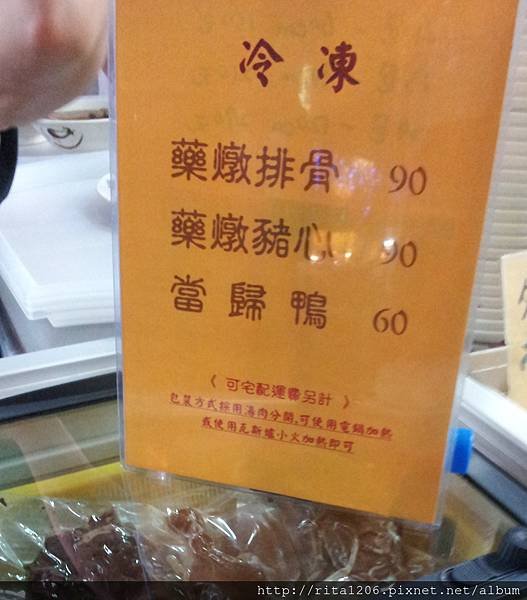 冷凍
藥燉排骨 90
藥燉豬心 90
當歸鴨 60
《可宅配運費另計》
包裝方式採用湯肉分開,可使用電鍋加熱
或使用瓦斯爐小火加熱即可
http://rita1206.pixnet.net/album